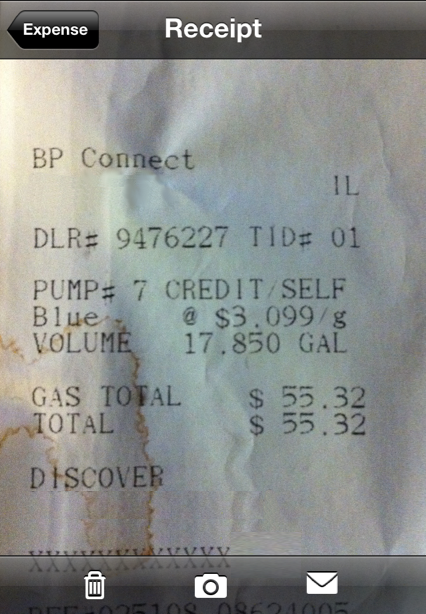 Expense
Receipt
BP Connect
IL
DLR# 9476227 TID# 01
PUMP# 7 CREDIT/SELF
Blue @ $3.099/g
VOLUME 17.850 GAL
GAS TOTAL $ 55.32
TOTAL $ 55.32
DISCOVER
XXXXXXXXXXXXX